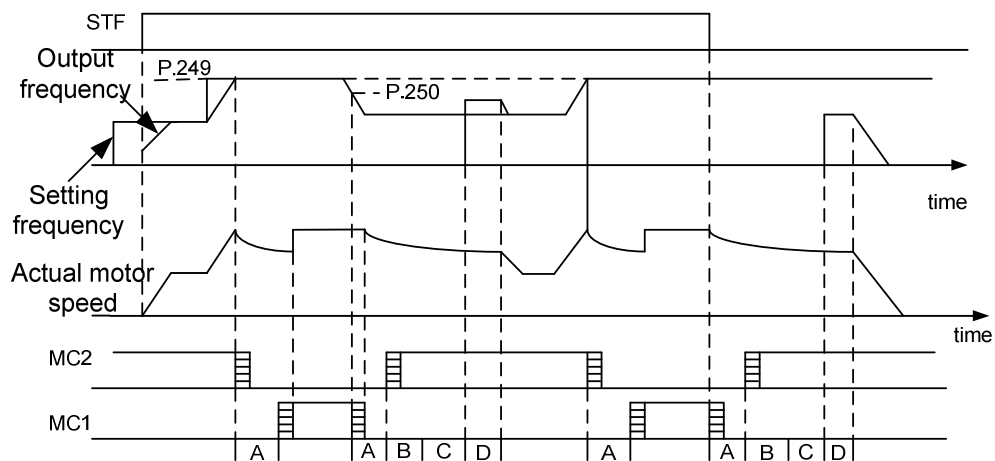 STF
Output
frequency
P.249
P.250
Setting
frequency
time
Actual motor
speed
time
MC2
MC1
A A B C D A A B C D